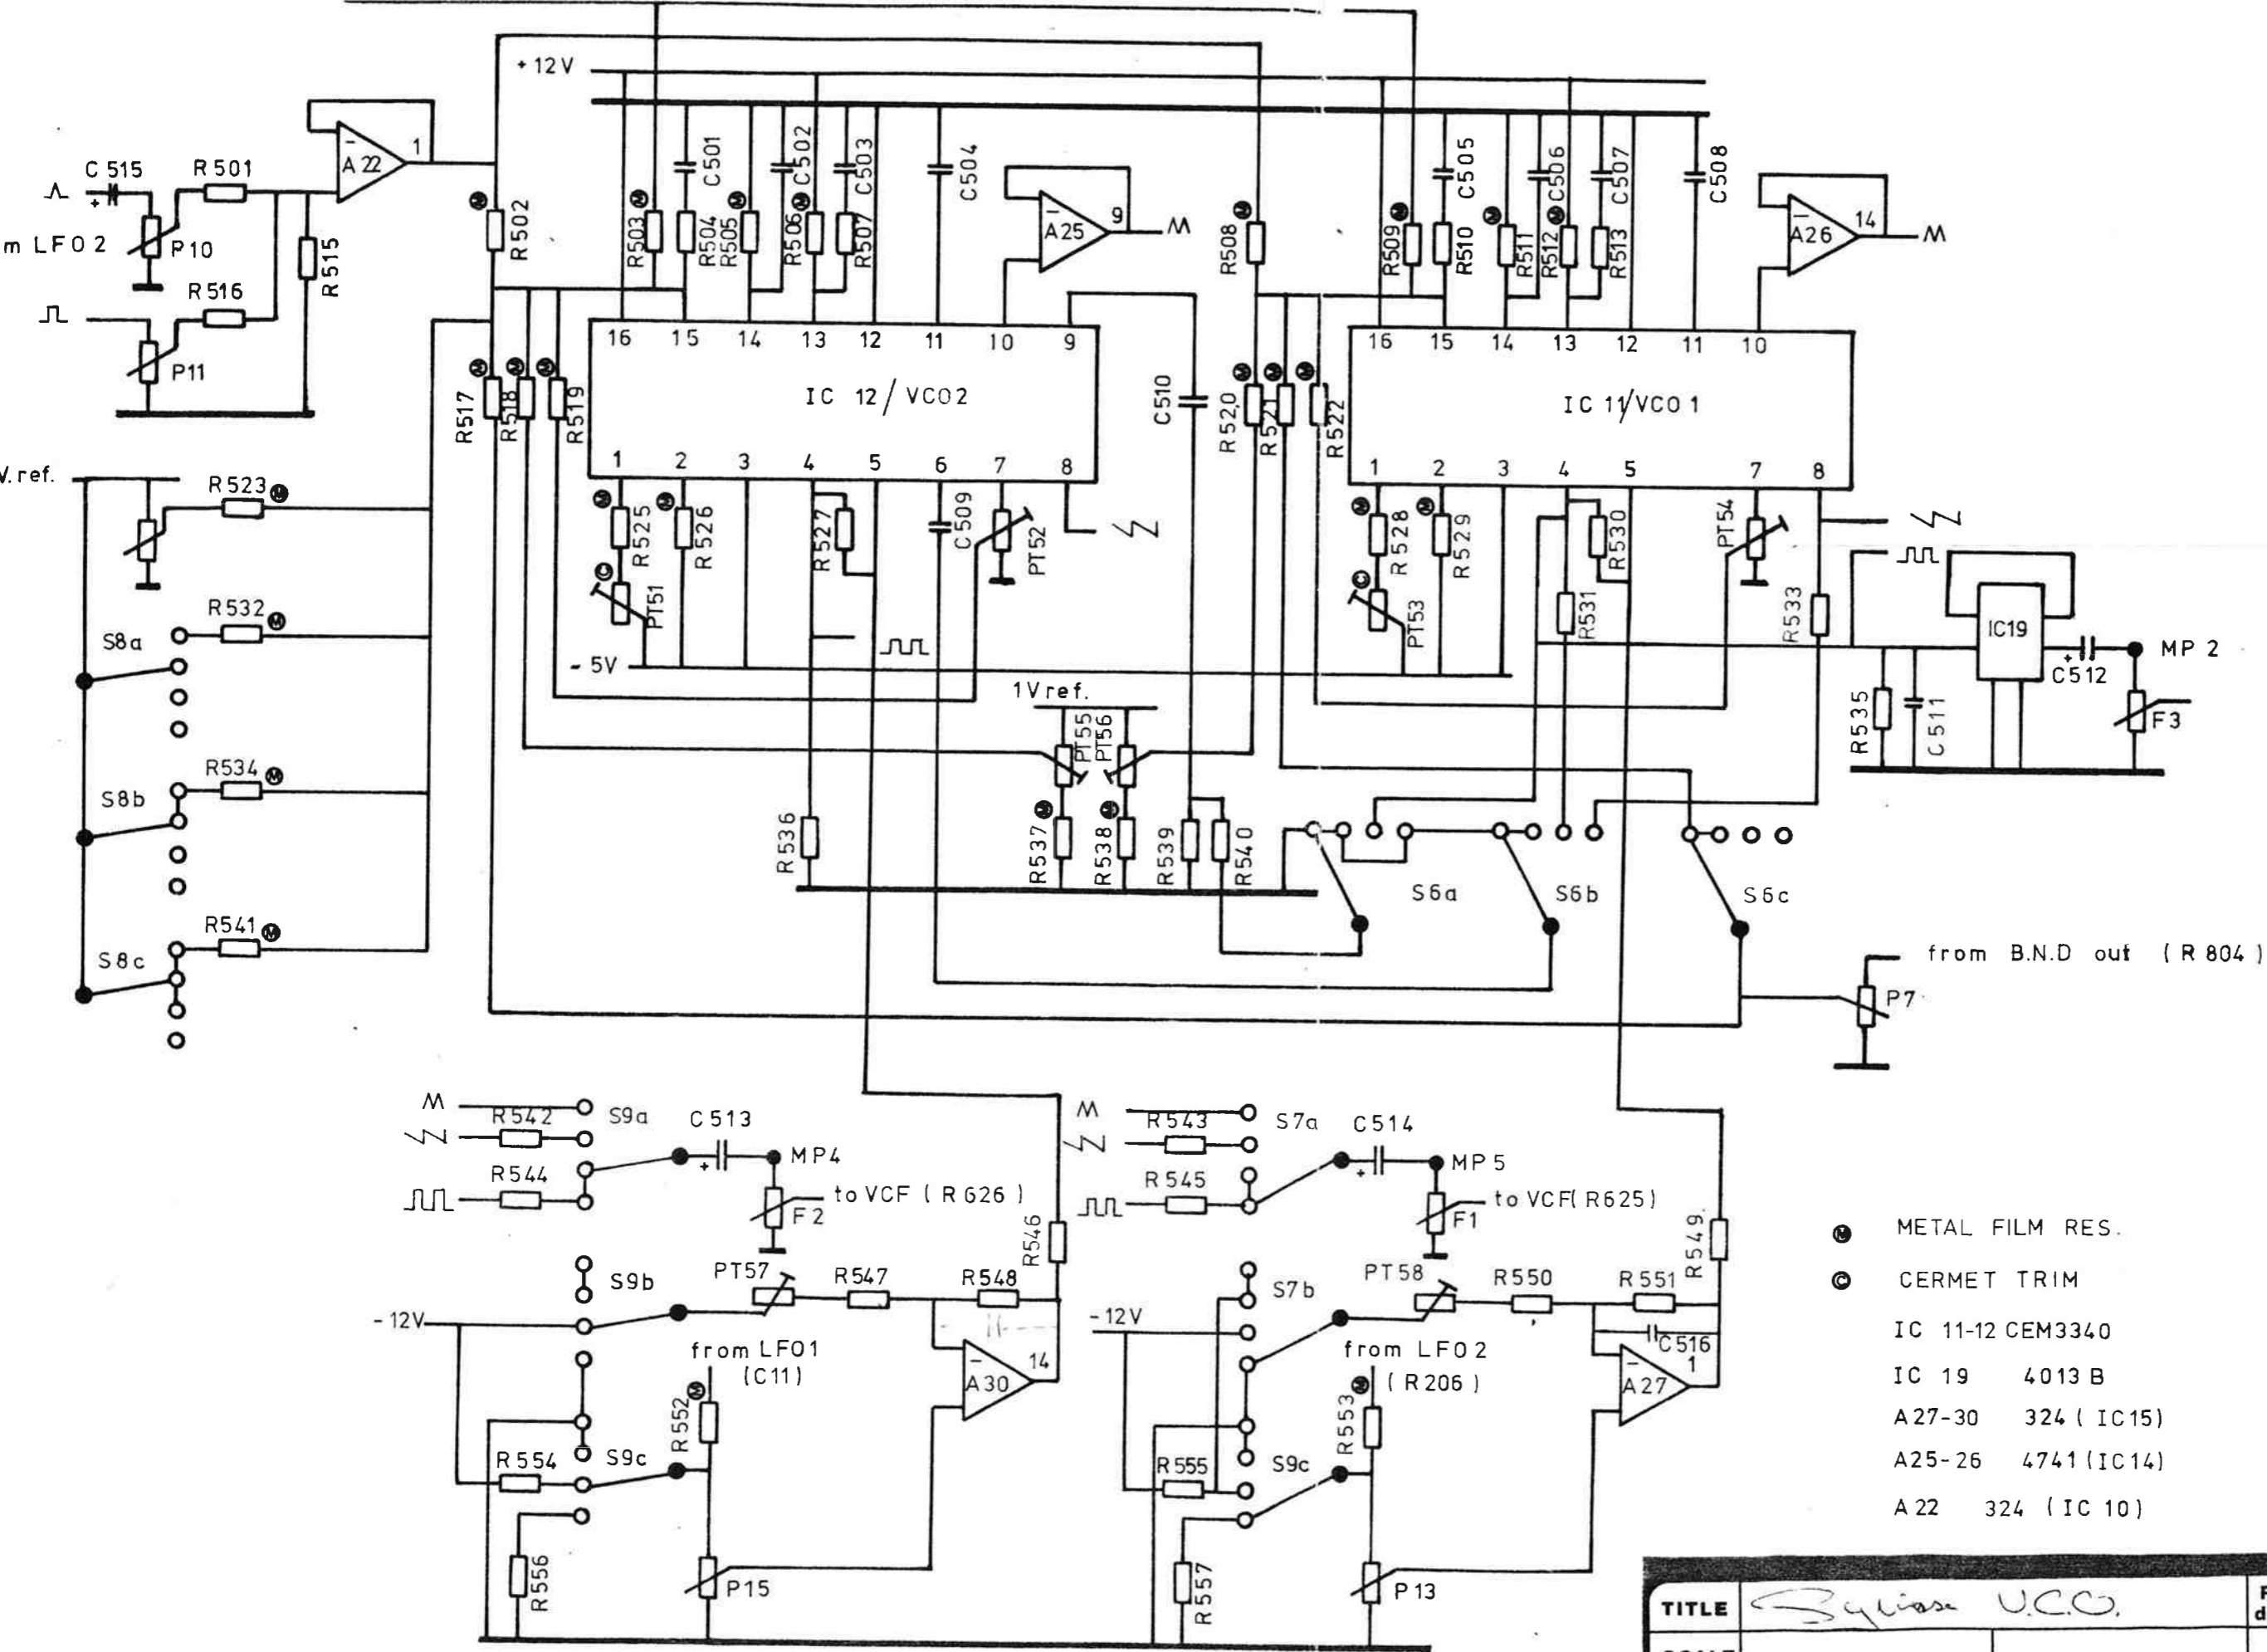 +12V
C515
R501
A22
1
m LFO2
P10
R515
R516
P11
R502
R503
R504
C501
R505
C502
R506
C503
R507
C504
A25
9
R508
R509
R510
C505
R511
C506
R512
C507
R513
C508
A26
14
16 15 14 13 12 11 10 9
IC 12/VCO2
1 2 3 4 5 6 7 8
16 15 14 13 12 11 10
IC 11/VCO 1
1 2 3 4 5 7 8
R517
R518
R519
C510
R520
R521
R522
V.ref.
R523
R525
R526
R527
C509
PT52
PT51
R528
R529
R530
PT54
PT53
R531
R533
IC19
C512
MP 2
F3
R535
C511
-5V
1Vref.
PT55
PT56
S8a
R532
S8b
R534
S8c
R541
R536
R537
R538
R539
R540
S6a
S6b
S6c
from B.N.D out (R804)
P7
R542
S9a
C513
R544
MP4
to VCF (R626)
F2
R543
S7a
C514
R545
MP5
to VCF(R625)
F1
S9b
PT57
R547
R548
R546
-12V
from LFO1
(C11)
A30
14
R552
R554
S9c
R556
P15
S7b
PT58
R550
R551
R549.
-12V
C516
from LFO2
(R206)
A27
1
R553
R555
S9c
R557
P13
M METAL FILM RES.
C CERMET TRIM
IC 11-12 CEM3340
IC 19 4013 B
A27-30 324 (IC15)
A25-26 4741 (IC14)
A22 324 (IC 10)
TITLE
V.C.O.